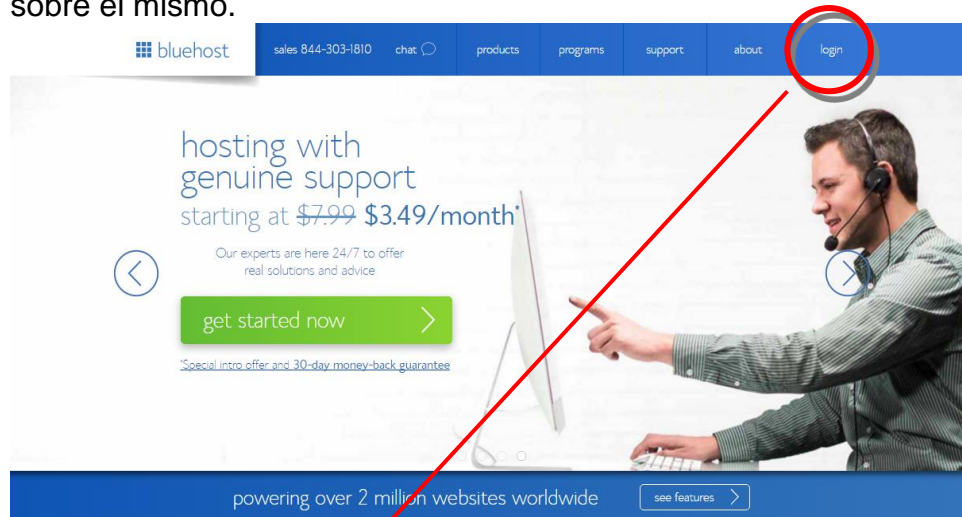 sobre el mismo.
bluehost sales 844-303-1810 chat products programs support about login
hosting with
genuine support
starting at $7.99 $3.49/month*
Our experts are here 24/7 to offer
real solutions and advice
get started now
*Special intro offer and 30-day money-back guarantee
powering over 2 million websites worldwide see features